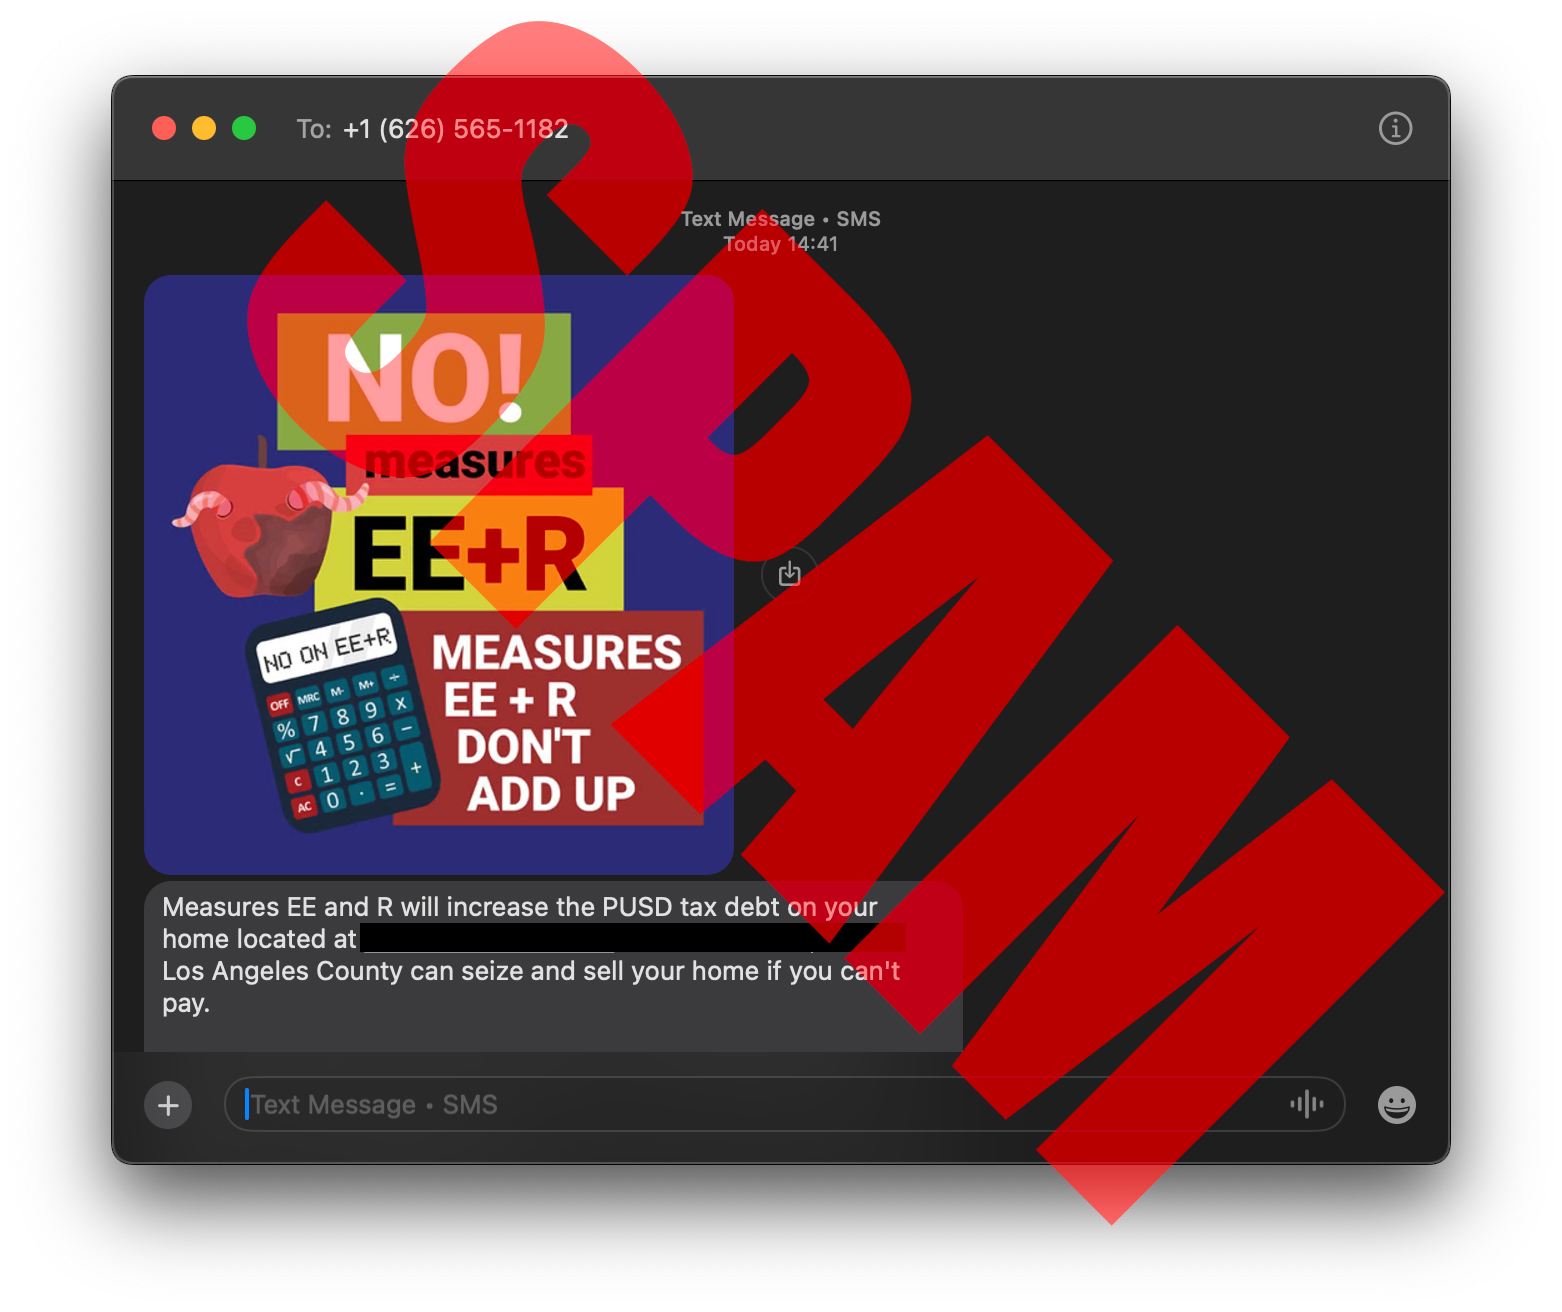 To: +1 (626) 565-1182
Text Message • SMS
Today 14:41
NO!
measures
EE+R
NO ON EE+R
OFF MRC M- M+ ÷
% 7 8 9 x
√ 4 5 6 −
C 1 2 3 +
AC 0 . =
MEASURES
EE + R
DON'T
ADD UP
Measures EE and R will increase the PUSD tax debt on your
home located at
Los Angeles County can seize and sell your home if you can't
pay.
Text Message • SMS
SPAM